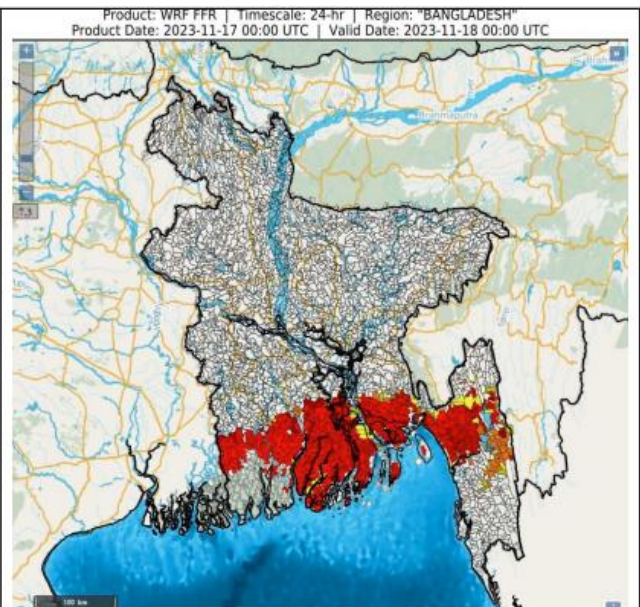 Product: WRF FFR | Timescale: 24-hr | Region: "BANGLADESH"
Product Date: 2023-11-17 00:00 UTC | Valid Date: 2023-11-18 00:00 UTC
Brahmaputra
100 km